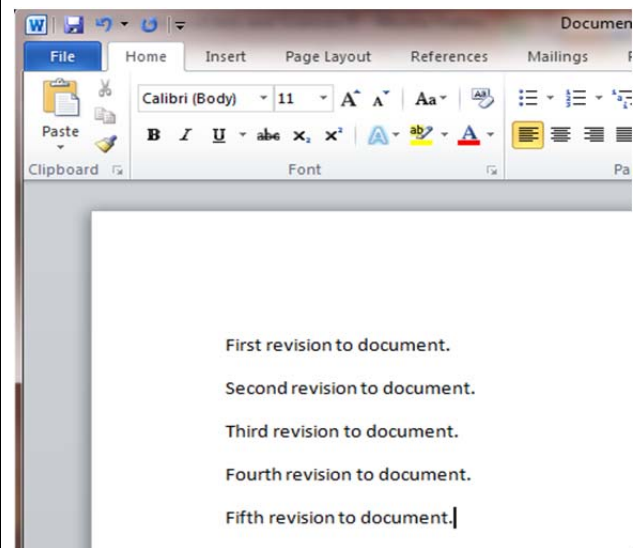 W
Documen
File Home Insert Page Layout References Mailings
Calibri (Body) 11 A A Aa
Paste B I U abe X₂ X² A ab A
Clipboard Font Pa
First revision to document.
Second revision to document.
Third revision to document.
Fourth revision to document.
Fifth revision to document.